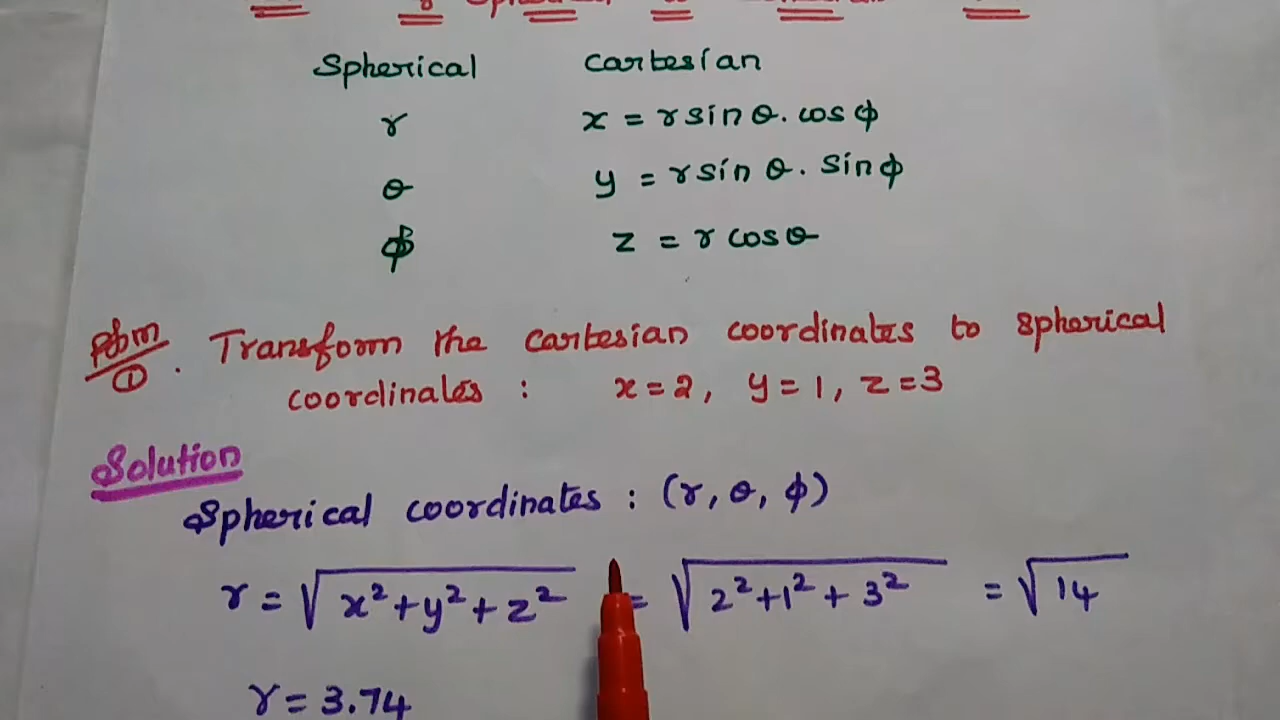 Spherical Cartesian
r x = r sin θ. cos ϕ
θ y = r sin θ. sin ϕ
ϕ z = r cos θ
Pbm ①. Transform the cartesian coordinates to spherical
coordinates : x = 2, y = 1, z = 3
Solution
Spherical coordinates : (r, θ, ϕ)
r = √x²+y²+z² = √2²+1²+3² = √14
r = 3.74